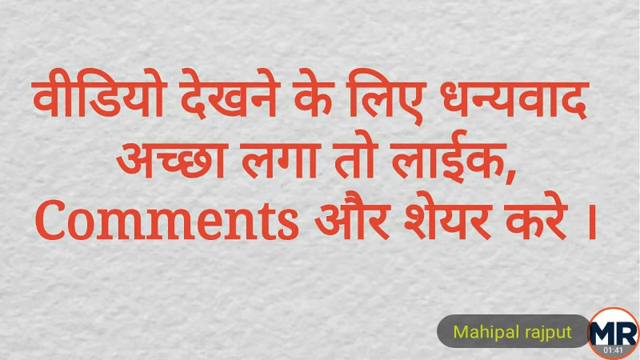 वीडियो देखने के लिए धन्यवाद
अच्छा लगा तो लाईक,
Comments और शेयर करे ।
Mahipal rajput
MR
01:41